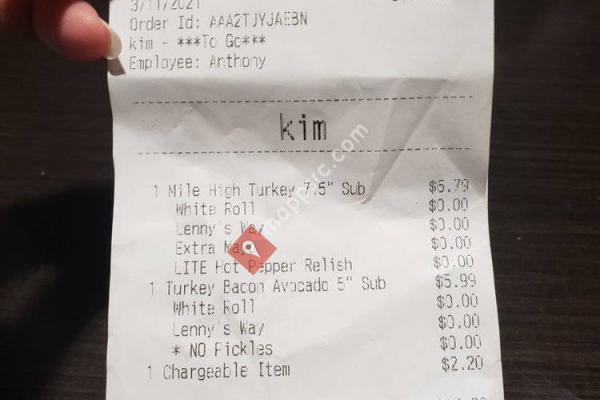 3/11/2021
Order Id: AAA2TJYJAEBN
kim - ***To Go***
Employee: Anthony
kim
1 Mile High Turkey 7.5" Sub $6.79
White Roll $0.00
Lenny's Way $0.00
Extra Mayo $0.00
LITE Hot Pepper Relish $0.00
1 Turkey Bacon Avocado 5" Sub $5.99
White Roll $0.00
Lenny's Way $0.00
* NO Pickles $0.00
1 Chargeable Item $2.20